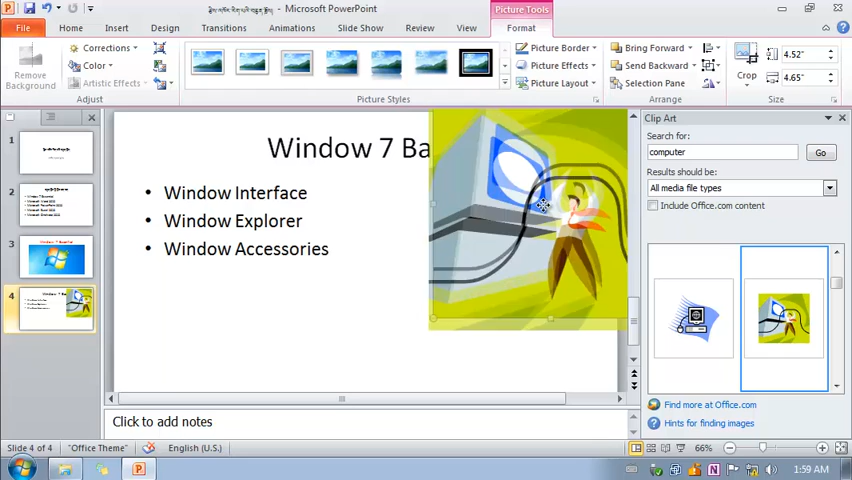 - Microsoft PowerPoint
Picture Tools
File
Home
Insert
Design
Transitions
Animations
Slide Show
Review
View
Format
Remove Background
Corrections
Color
Artistic Effects
Adjust
Picture Styles
Picture Border
Picture Effects
Picture Layout
Bring Forward
Send Backward
Selection Pane
Arrange
Crop
4.52"
4.65"
Size
1
2
3
4
Window 7 Ba
• Window Interface
• Window Explorer
• Window Accessories
Click to add notes
Clip Art
Search for:
computer
Go
Results should be:
All media file types
Include Office.com content
Find more at Office.com
Hints for finding images
Slide 4 of 4
"Office Theme"
English (U.S.)
66%
1:59 AM